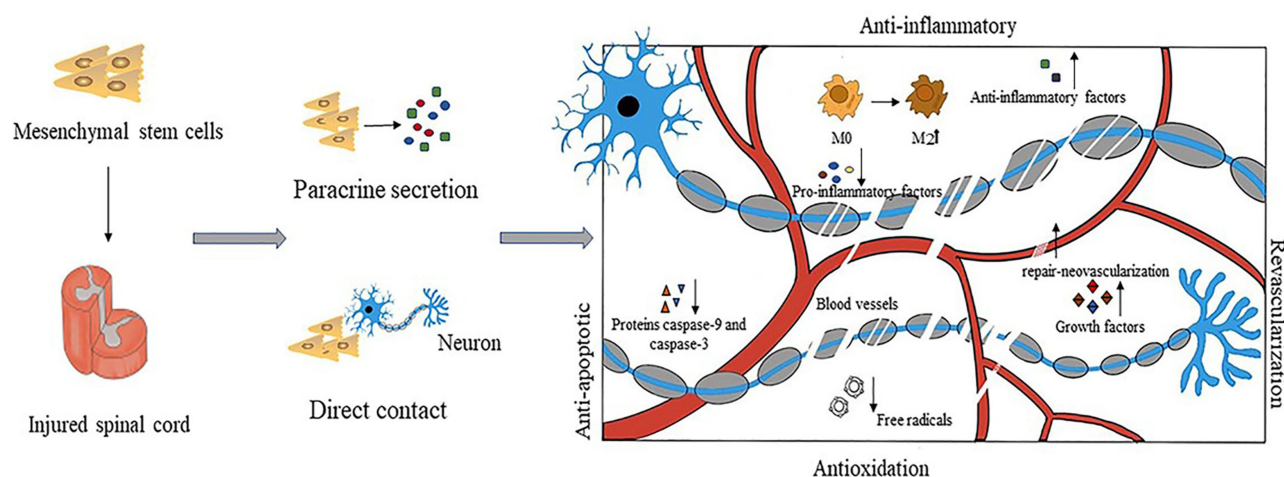 Mesenchymal stem cells
Injured spinal cord
Paracrine secretion
Neuron
Direct contact
Anti-inflammatory
M0
M2↑
Anti-inflammatory factors
Pro-inflammatory factors
Proteins caspase-9 and
caspase-3
Blood vessels
repair-neovascularization
Growth factors
Free radicals
Anti-apoptotic
Revascularizatron
Antioxidation